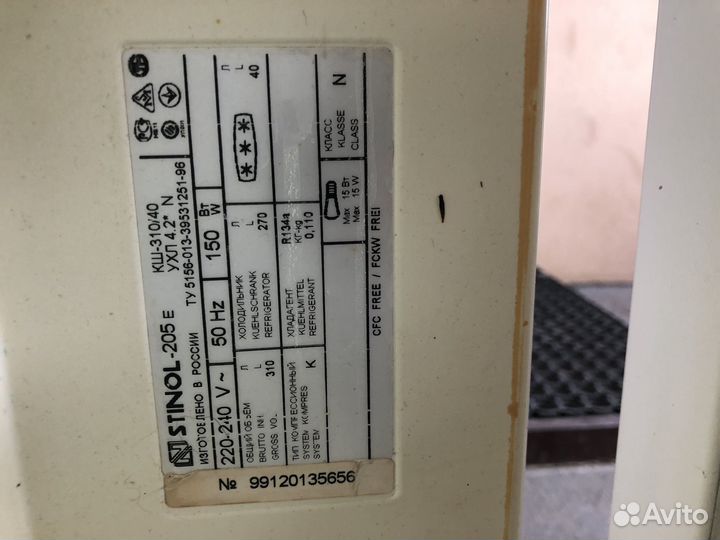 STINOL-205 E
КШ-310/40
УХЛ 4.2* N
ИЗГОТОВЛЕНО В РОССИИ
ТУ 5156-013-39531251-96
220-240 V ~ 50 Hz 150 Вт W
ОБЩИЙ ОБЪЕМ Л
BRUTTO INH. L
GROSS VOL. 310
ХОЛОДИЛЬНИК Л
KUEHLSCHRANK L
REFRIGERATOR 270
Л
L
40
ТИП КОМПРЕССИОННЫЙ
SYSTEM KOMPRES K
SYSTEM
ХЛАДАГЕНТ R134a
KUEHLMITTEL КГ-kg
REFRIGERANT 0,110
Max 15 Вт
Max 15 W
КЛАСС
KLASSE N
CLASS
CFC FREE / FCKW FREI
№ 99120135656
Avito